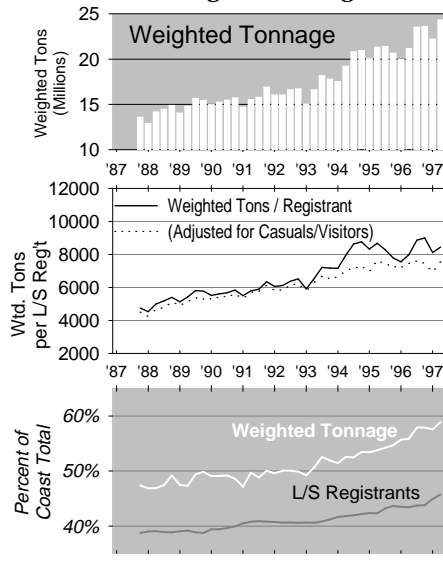 Weighted Tonnage
Weighted Tons
(Millions)
25
20
15
10
'87 '88 '89 '90 '91 '92 '93 '94 '95 '96 '97
Weighted Tons / Registrant
(Adjusted for Casuals/Visitors)
Wtd. Tons
per L/S Reg't
12000
10000
8000
6000
4000
2000
'87 '88 '89 '90 '91 '92 '93 '94 '95 '96 '97
Percent of
Coast Total
60%
50%
40%
Weighted Tonnage
L/S Registrants